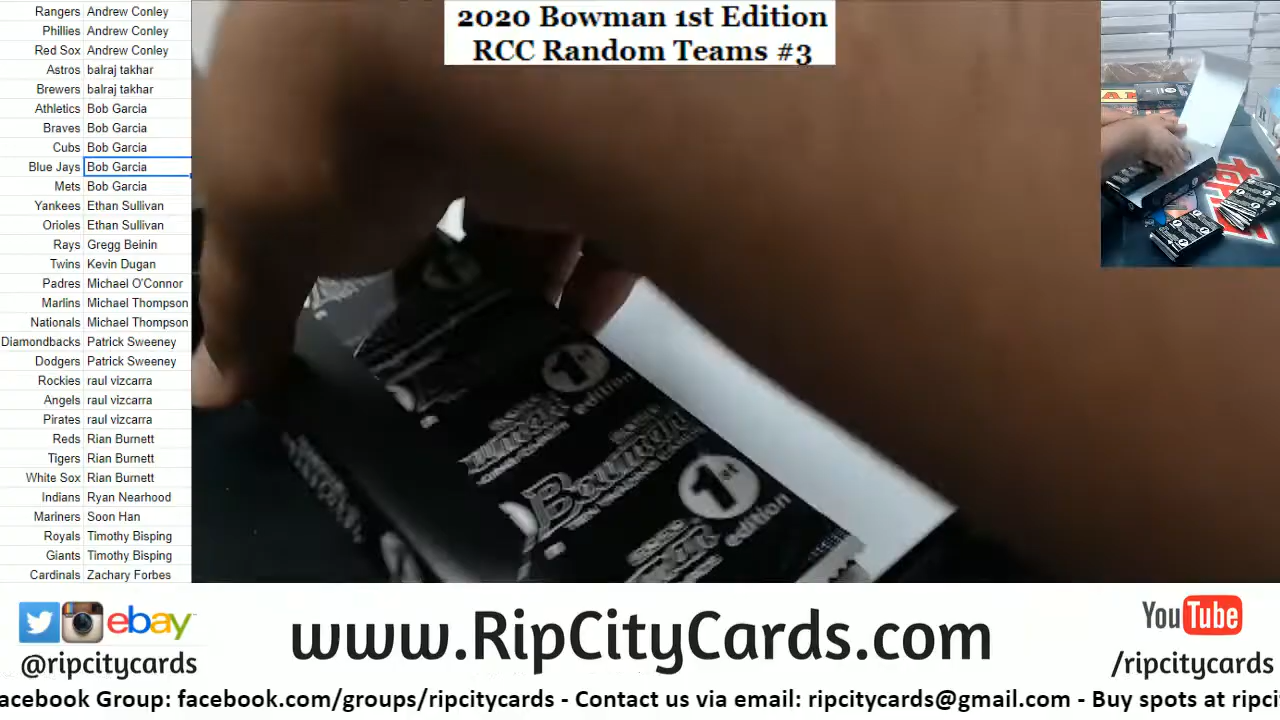 2020 Bowman 1st Edition
RCC Random Teams #3
Rangers Andrew Conley
Phillies Andrew Conley
Red Sox Andrew Conley
Astros balraj takhar
Brewers balraj takhar
Athletics Bob Garcia
Braves Bob Garcia
Cubs Bob Garcia
Blue Jays Bob Garcia
Mets Bob Garcia
Yankees Ethan Sullivan
Orioles Ethan Sullivan
Rays Gregg Beinin
Twins Kevin Dugan
Padres Michael O'Connor
Marlins Michael Thompson
Nationals Michael Thompson
Diamondbacks Patrick Sweeney
Dodgers Patrick Sweeney
Rockies raul vizcarra
Angels raul vizcarra
Pirates raul vizcarra
Reds Rian Burnett
Tigers Rian Burnett
White Sox Rian Burnett
Indians Ryan Nearhood
Mariners Soon Han
Royals Timothy Bisping
Giants Timothy Bisping
Cardinals Zachary Forbes
1st
edition
Bowman
1st
edition
ebay
@ripcitycards
www.RipCityCards.com
YouTube
/ripcitycards
acebook Group: facebook.com/groups/ripcitycards - Contact us via email: ripcitycards@gmail.com - Buy spots at ripci